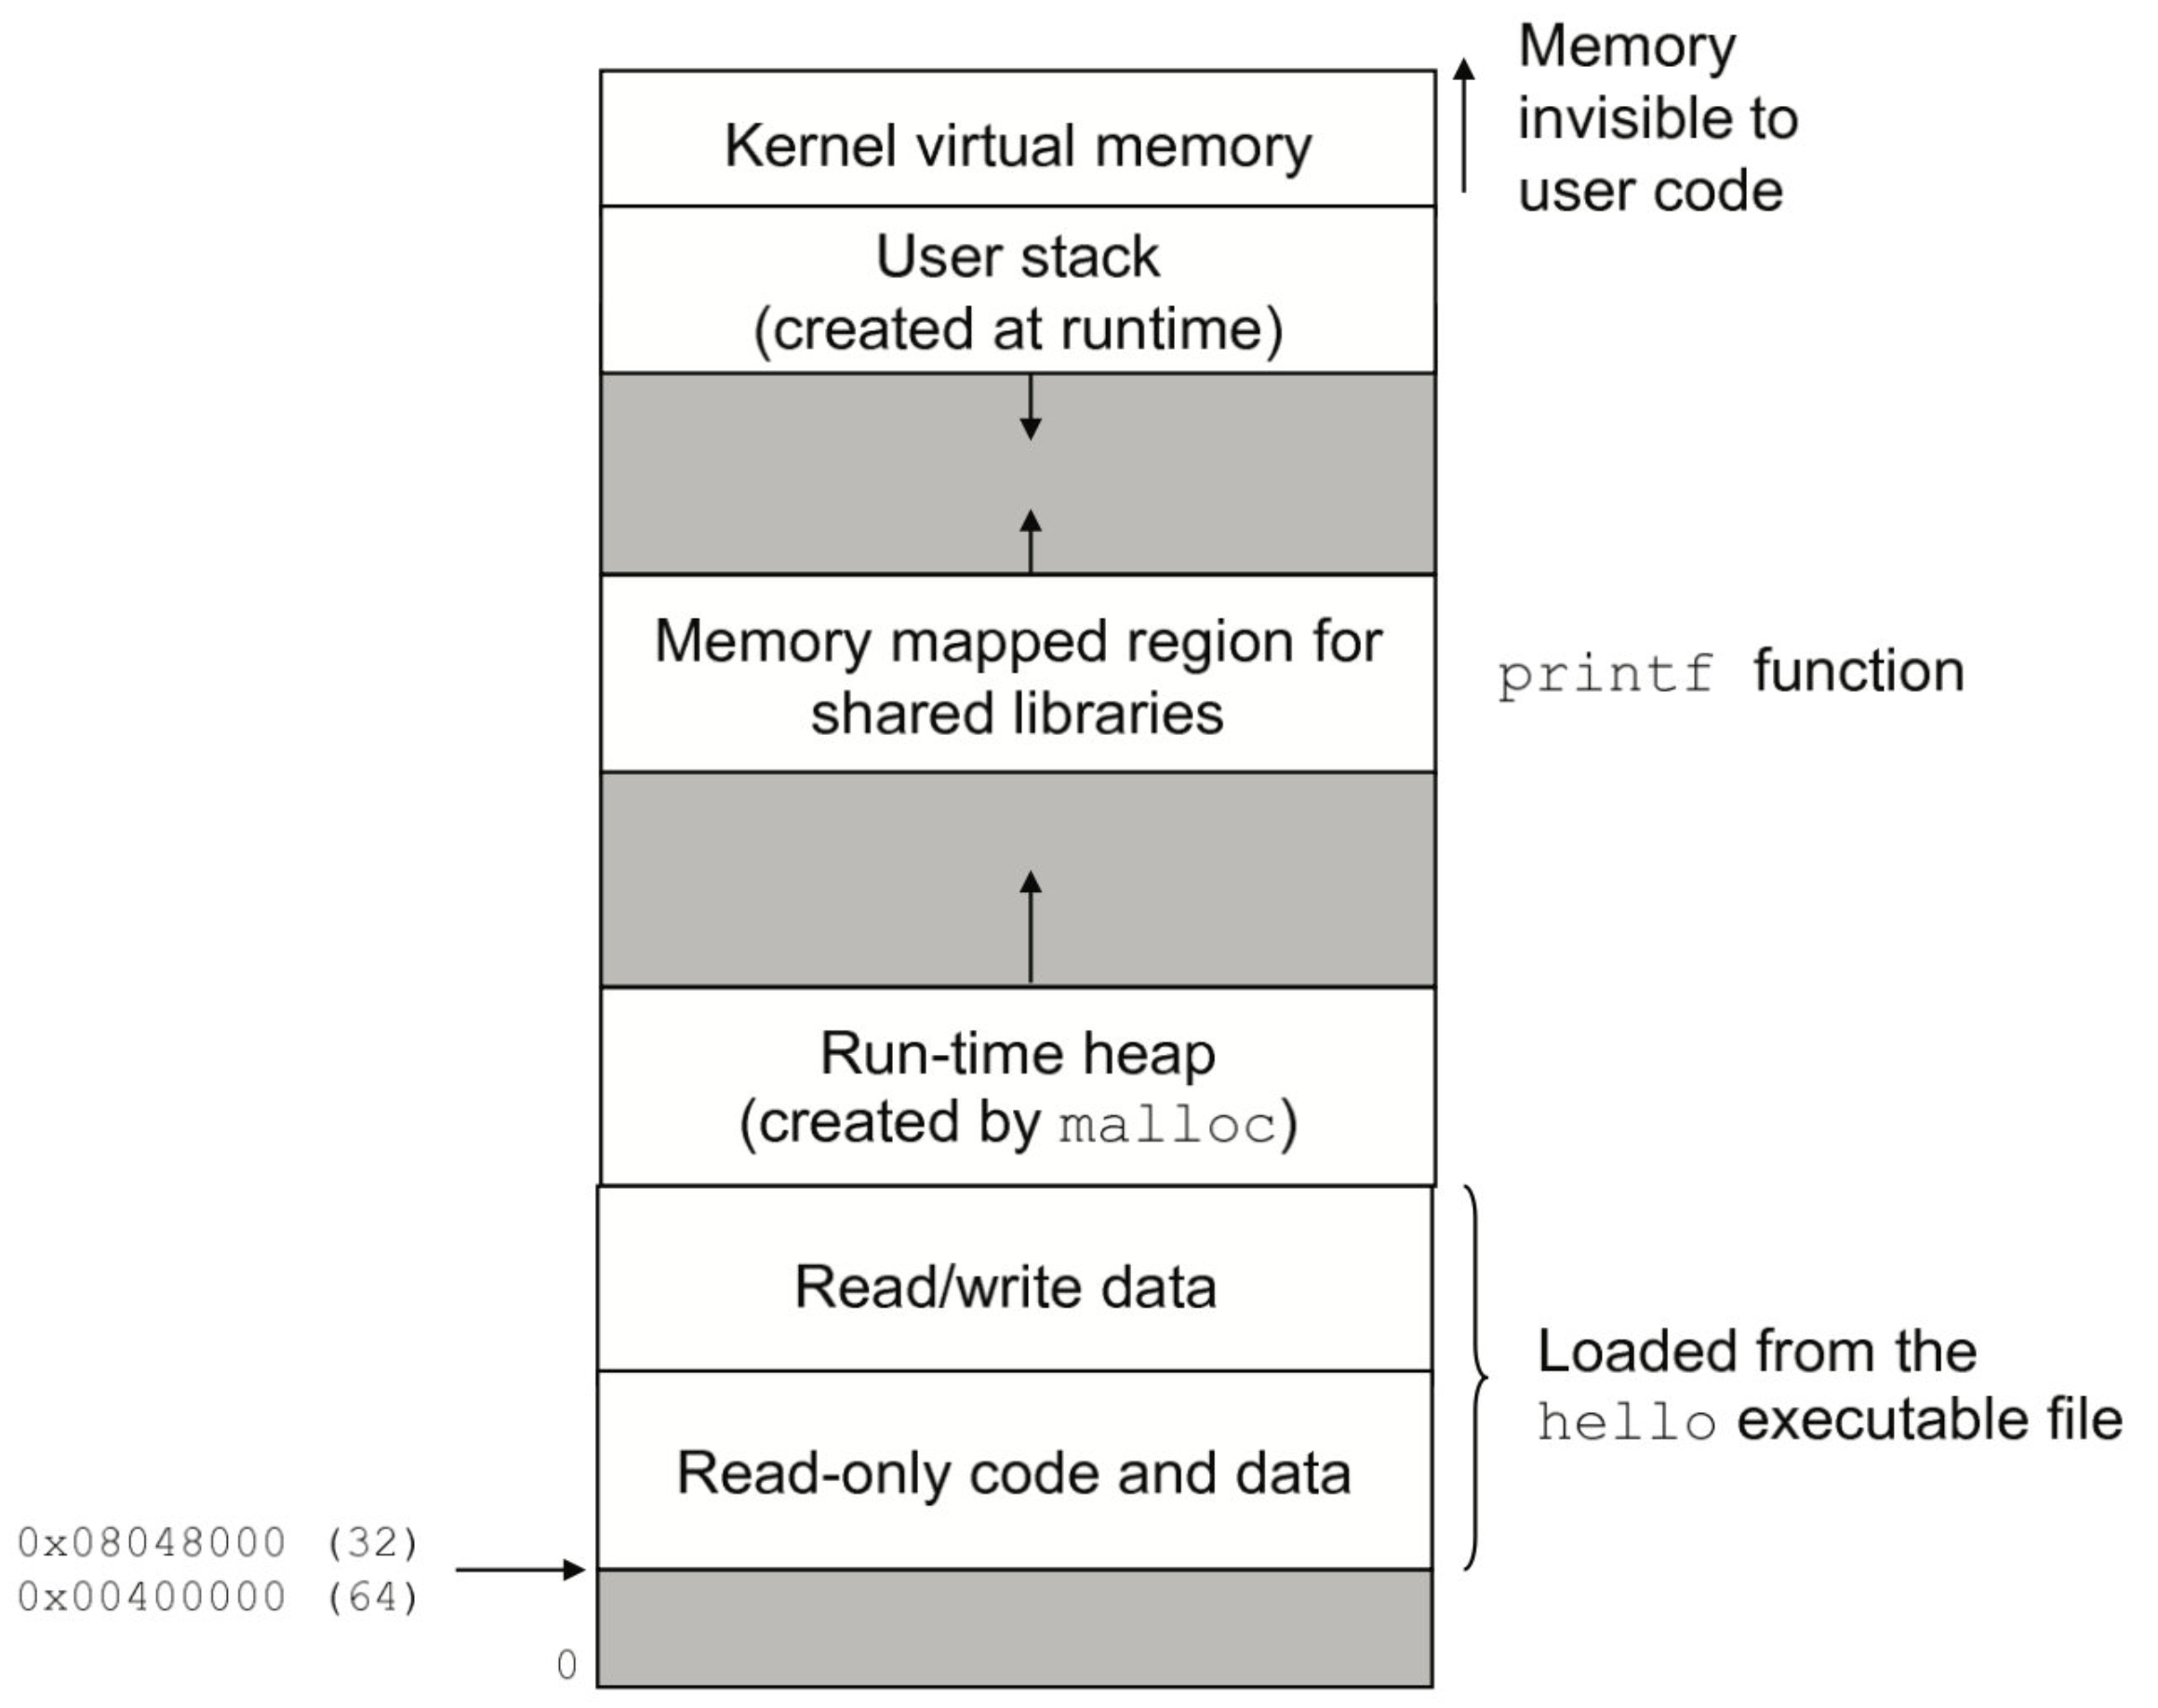 Memory
invisible to
user code
Kernel virtual memory
User stack
(created at runtime)
Memory mapped region for
shared libraries
printf function
Run-time heap
(created by malloc)
Read/write data
Loaded from the
hello executable file
Read-only code and data
0x08048000 (32)
0x00400000 (64)
0